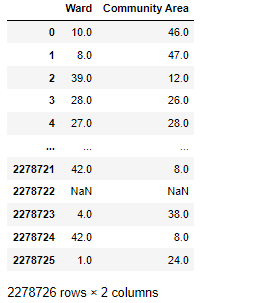 Ward Community Area
0 10.0 46.0
1 8.0 47.0
2 39.0 12.0
3 28.0 26.0
4 27.0 28.0
... ... ...
2278721 42.0 8.0
2278722 NaN NaN
2278723 4.0 38.0
2278724 42.0 8.0
2278725 1.0 24.0
2278726 rows × 2 columns